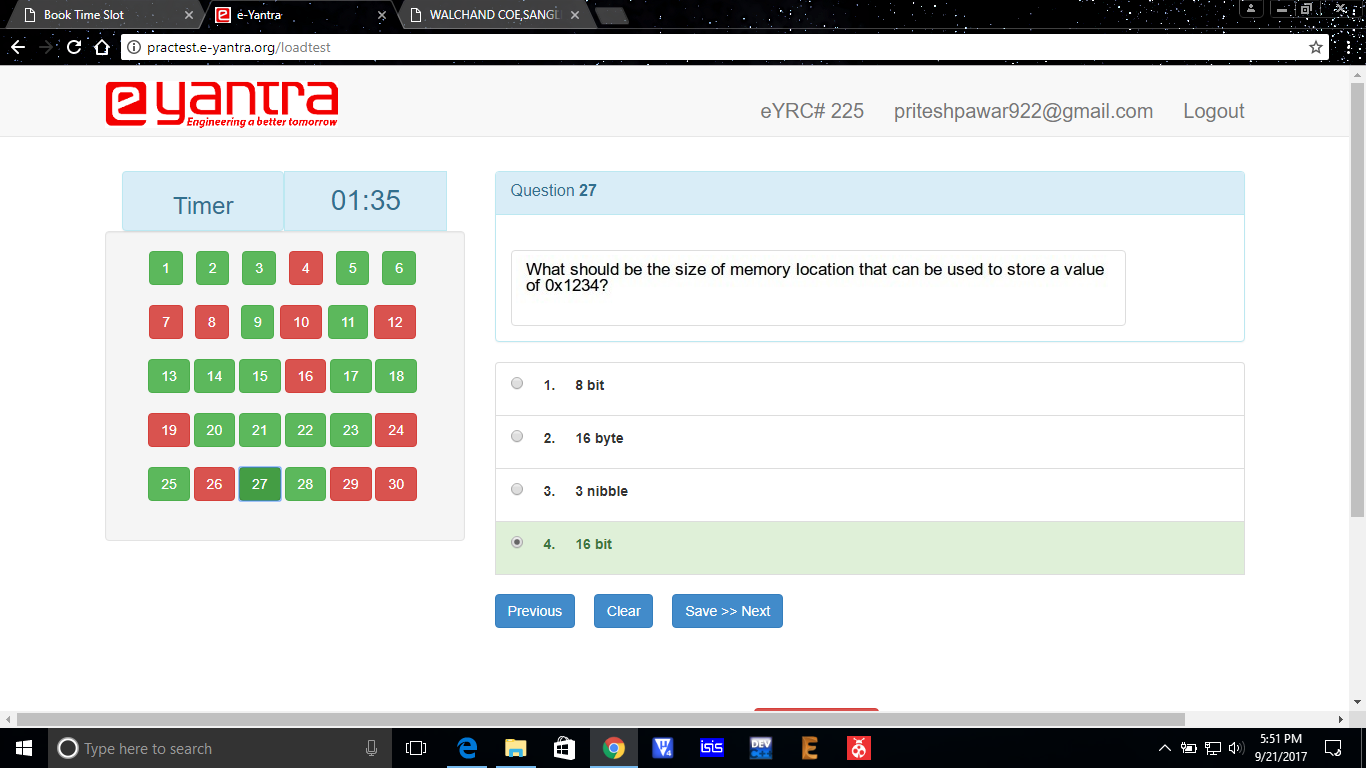 Book Time Slot
e-Yantra
WALCHAND COE,SANGL
practest.e-yantra.org/loadtest
e yantra
Engineering a better tomorrow
eYRC# 225
priteshpawar922@gmail.com
Logout
Timer
01:35
1 2 3 4 5 6
7 8 9 10 11 12
13 14 15 16 17 18
19 20 21 22 23 24
25 26 27 28 29 30
Question 27
What should be the size of memory location that can be used to store a value
of 0x1234?
1. 8 bit
2. 16 byte
3. 3 nibble
4. 16 bit
Previous
Clear
Save >> Next
Type here to search
isis
DEV
5:51 PM
9/21/2017